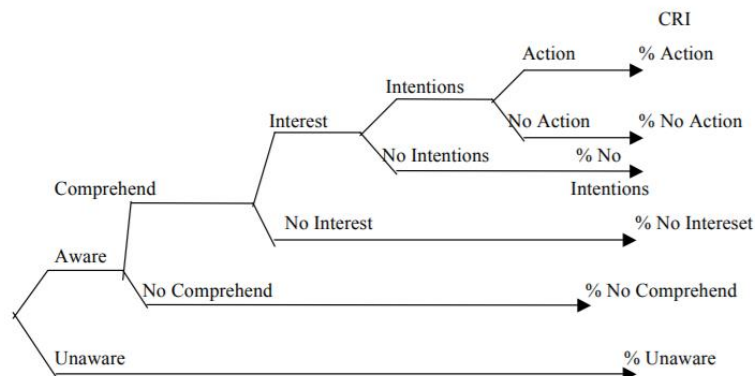 CRI
Action % Action
Intentions
Interest No Action % No Action
No Intentions % No
Comprehend Intentions
No Interest % No Intereset
Aware
No Comprehend % No Comprehend
Unaware % Unaware